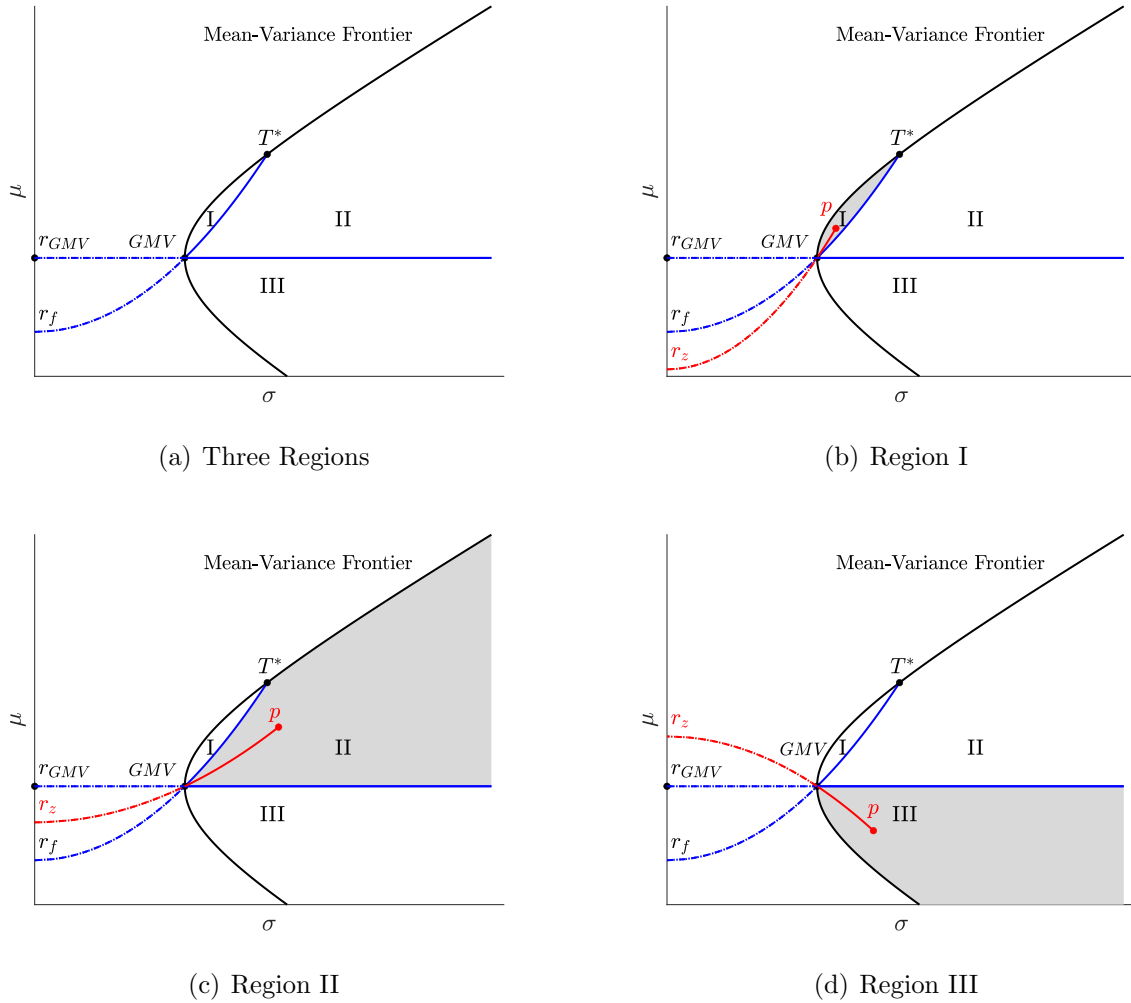 Mean-Variance Frontier
T*
μ
I
II
r_GMV
GMV
III
r_f
σ
(a) Three Regions
Mean-Variance Frontier
T*
μ
p
I
II
r_GMV
GMV
III
r_f
r_z
σ
(b) Region I
Mean-Variance Frontier
T*
p
μ
I
II
r_GMV
GMV
r_z
III
r_f
σ
(c) Region II
Mean-Variance Frontier
T*
r_z
μ
GMV
I
II
r_GMV
p
III
r_f
σ
(d) Region III